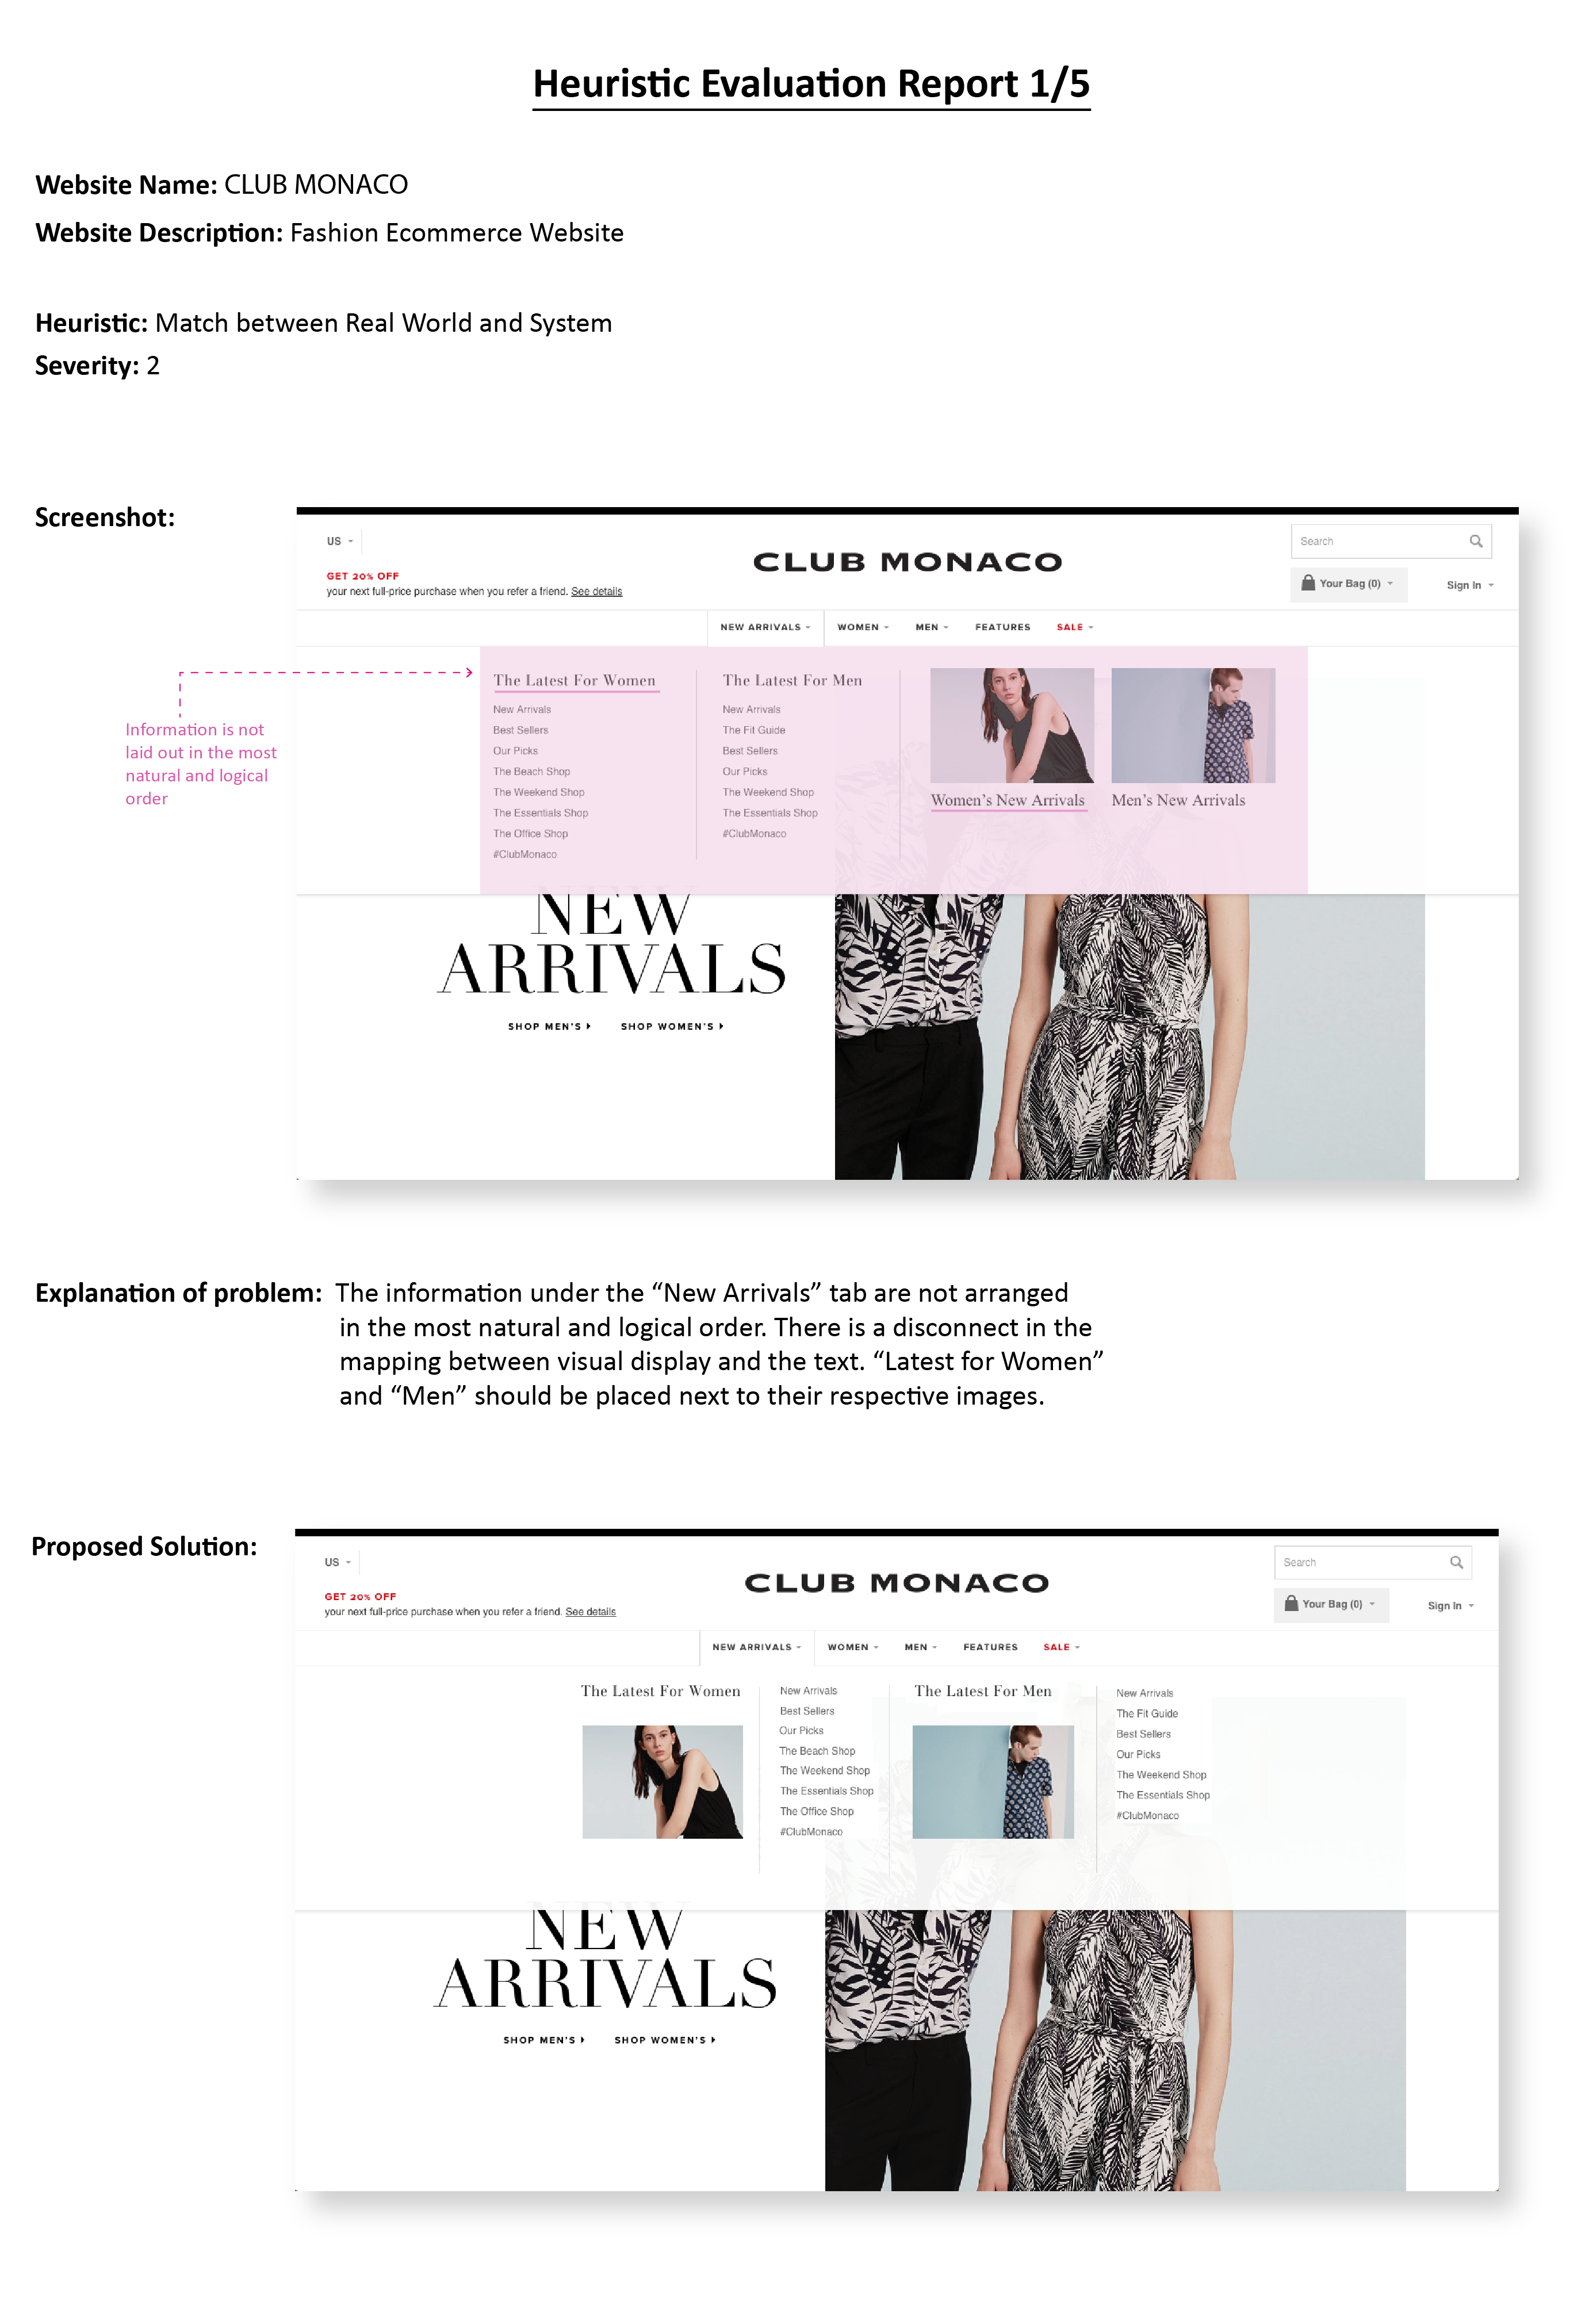 Heuristic Evaluation Report 1/5
Website Name: CLUB MONACO
Website Description: Fashion Ecommerce Website
Heuristic: Match between Real World and System
Severity: 2
Screenshot:
US
Search
CLUB MONACO
GET 20% OFF
your next full-price purchase when you refer a friend. See details
Your Bag (0)
Sign In
NEW ARRIVALS WOMEN MEN FEATURES SALE
Information is not
laid out in the most
natural and logical
order
The Latest For Women
New Arrivals
Best Sellers
Our Picks
The Beach Shop
The Weekend Shop
The Essentials Shop
The Office Shop
#ClubMonaco
The Latest For Men
New Arrivals
The Fit Guide
Best Sellers
Our Picks
The Weekend Shop
The Essentials Shop
#ClubMonaco
Women's New Arrivals
Men's New Arrivals
NEW
ARRIVALS
SHOP MEN'S SHOP WOMEN'S
Explanation of problem: The information under the “New Arrivals” tab are not arranged
in the most natural and logical order. There is a disconnect in the
mapping between visual display and the text. “Latest for Women”
and “Men” should be placed next to their respective images.
Proposed Solution:
US
Search
CLUB MONACO
GET 20% OFF
your next full-price purchase when you refer a friend. See details
Your Bag (0)
Sign In
NEW ARRIVALS WOMEN MEN FEATURES SALE
The Latest For Women
New Arrivals
Best Sellers
Our Picks
The Beach Shop
The Weekend Shop
The Essentials Shop
The Office Shop
#ClubMonaco
The Latest For Men
New Arrivals
The Fit Guide
Best Sellers
Our Picks
The Weekend Shop
The Essentials Shop
#ClubMonaco
NEW
ARRIVALS
SHOP MEN'S SHOP WOMEN'S